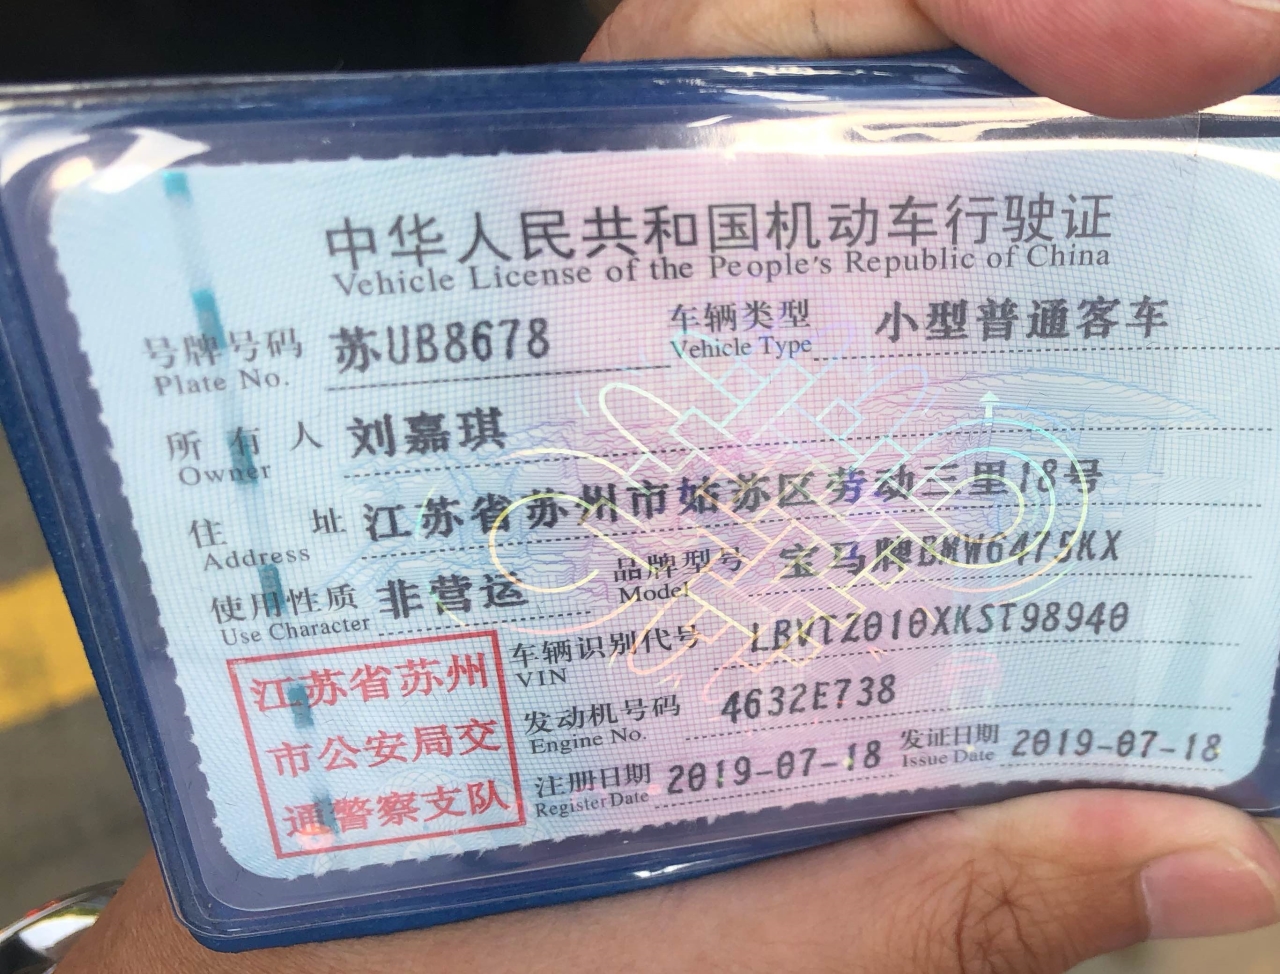 中华人民共和国机动车行驶证
Vehicle License of the People's Republic of China
号牌号码 苏UB8678 车辆类型 小型普通客车
Plate No. Vehicle Type
所有人 刘嘉琪
Owner
住址 江苏省苏州市姑苏区劳动三里18号
Address
使用性质 非营运 品牌型号 宝马牌BMW6475KX
Use Character Model
车辆识别代号 LBVTZ010XKST98940
VIN
发动机号码 4632E738
Engine No.
注册日期 2019-07-18 发证日期 2019-07-18
Register Date Issue Date
江苏省苏州
市公安局交
通警察支队